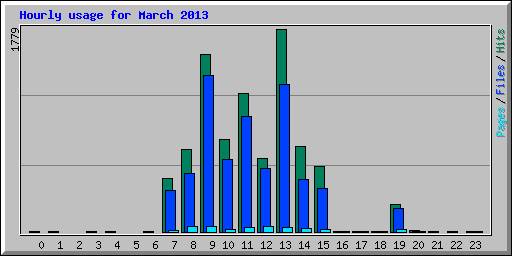 Hourly usage for March 2013
1779
Pages/Files/Hits
0 1 2 3 4 5 6 7 8 9 10 11 12 13 14 15 16 17 18 19 20 21 22 23